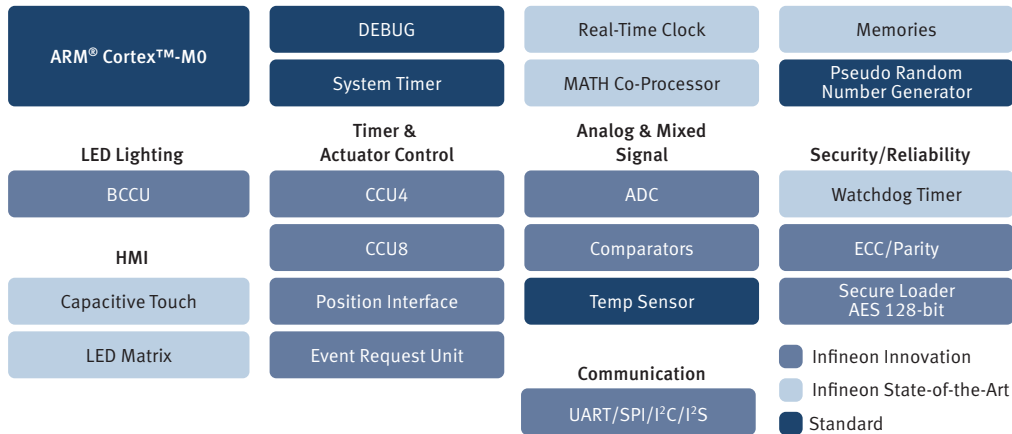 ARM® Cortex™-M0
DEBUG
System Timer
Real-Time Clock
MATH Co-Processor
Memories
Pseudo Random
Number Generator
LED Lighting
BCCU
HMI
Capacitive Touch
LED Matrix
Timer &
Actuator Control
CCU4
CCU8
Position Interface
Event Request Unit
Analog & Mixed
Signal
ADC
Comparators
Temp Sensor
Communication
UART/SPI/I²C/I²S
Security/Reliability
Watchdog Timer
ECC/Parity
Secure Loader
AES 128-bit
Infineon Innovation
Infineon State-of-the-Art
Standard